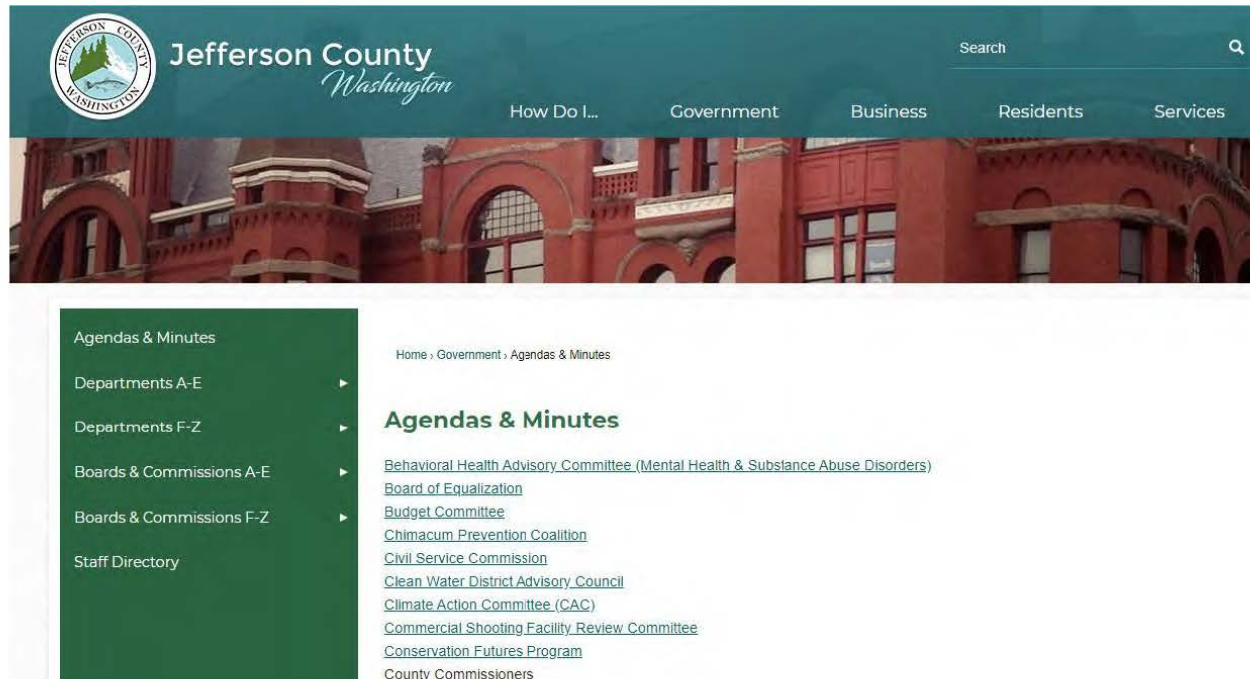 JEFFERSON COUNTY
WASHINGTON
Jefferson County
Washington
Search
How Do I...
Government
Business
Residents
Services
Agendas & Minutes
Departments A-E
Departments F-Z
Boards & Commissions A-E
Boards & Commissions F-Z
Staff Directory
Home › Government › Agendas & Minutes
Agendas & Minutes
Behavioral Health Advisory Committee (Mental Health & Substance Abuse Disorders)
Board of Equalization
Budget Committee
Chimacum Prevention Coalition
Civil Service Commission
Clean Water District Advisory Council
Climate Action Committee (CAC)
Commercial Shooting Facility Review Committee
Conservation Futures Program
County Commissioners